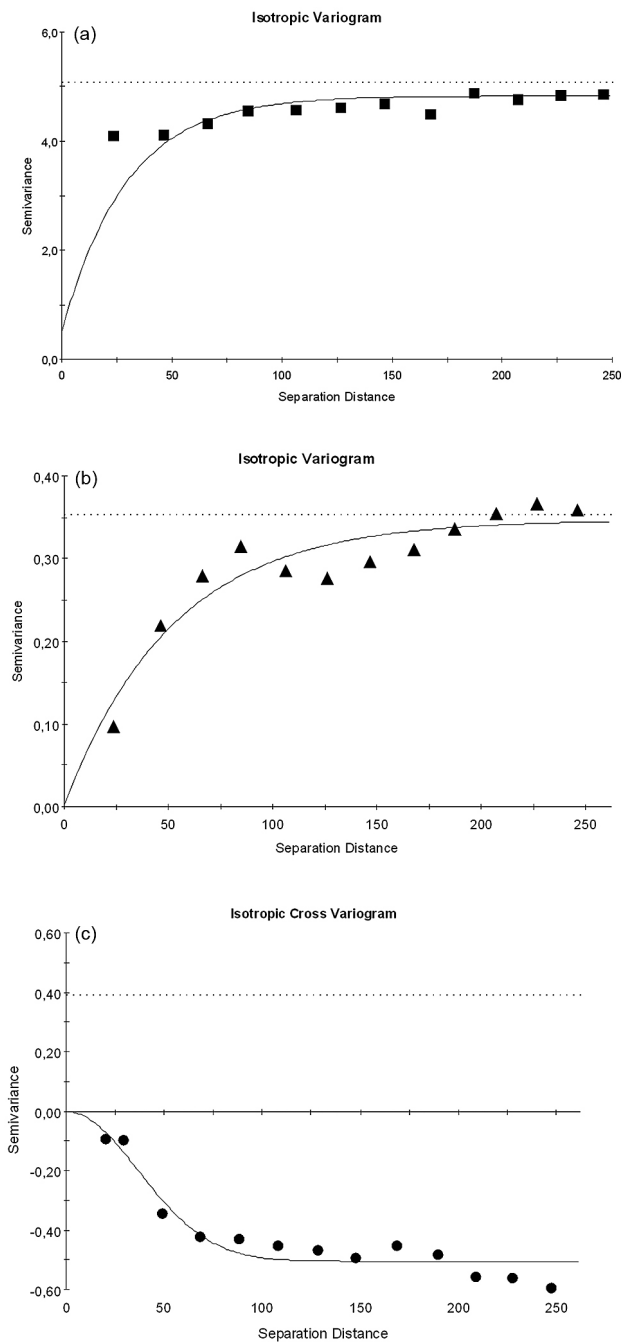 Isotropic Variogram
(a)
6,0
4,0
2,0
0,0
Semivariance
0 50 100 150 200 250
Separation Distance
Isotropic Variogram
(b)
0,40
0,30
0,20
0,10
0,00
Semivariance
0 50 100 150 200 250
Separation Distance
Isotropic Cross Variogram
(c)
0,60
0,40
0,20
0,00
-0,20
-0,40
-0,60
Semivariance
0 50 100 150 200 250
Separation Distance